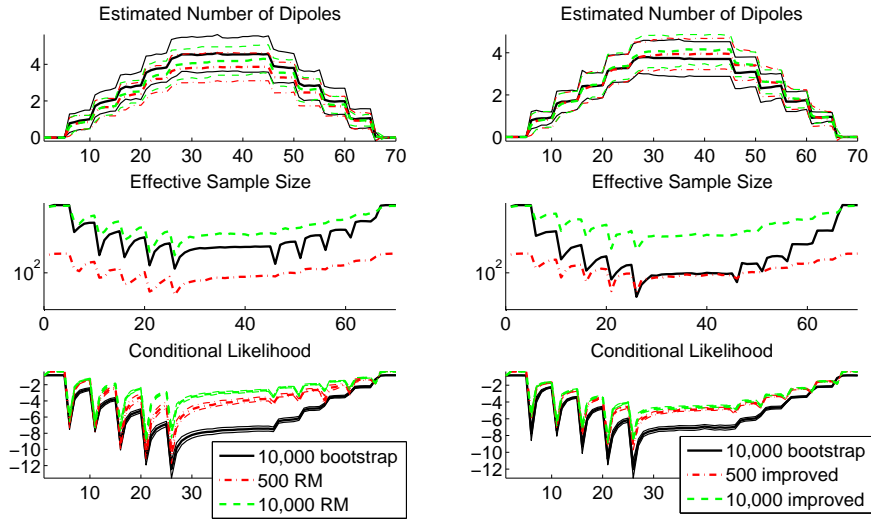 Estimated Number of Dipoles
4
2
0
10 20 30 40 50 60 70
Effective Sample Size
10²
0 20 40 60
Conditional Likelihood
−2
−4
−6
−8
−10
−12
10 20 30
10,000 bootstrap
500 RM
10,000 RM
Estimated Number of Dipoles
4
2
0
10 20 30 40 50 60 70
Effective Sample Size
10²
0 20 40 60
Conditional Likelihood
−2
−4
−6
−8
−10
−12
10 20 30
10,000 bootstrap
500 improved
10,000 improved